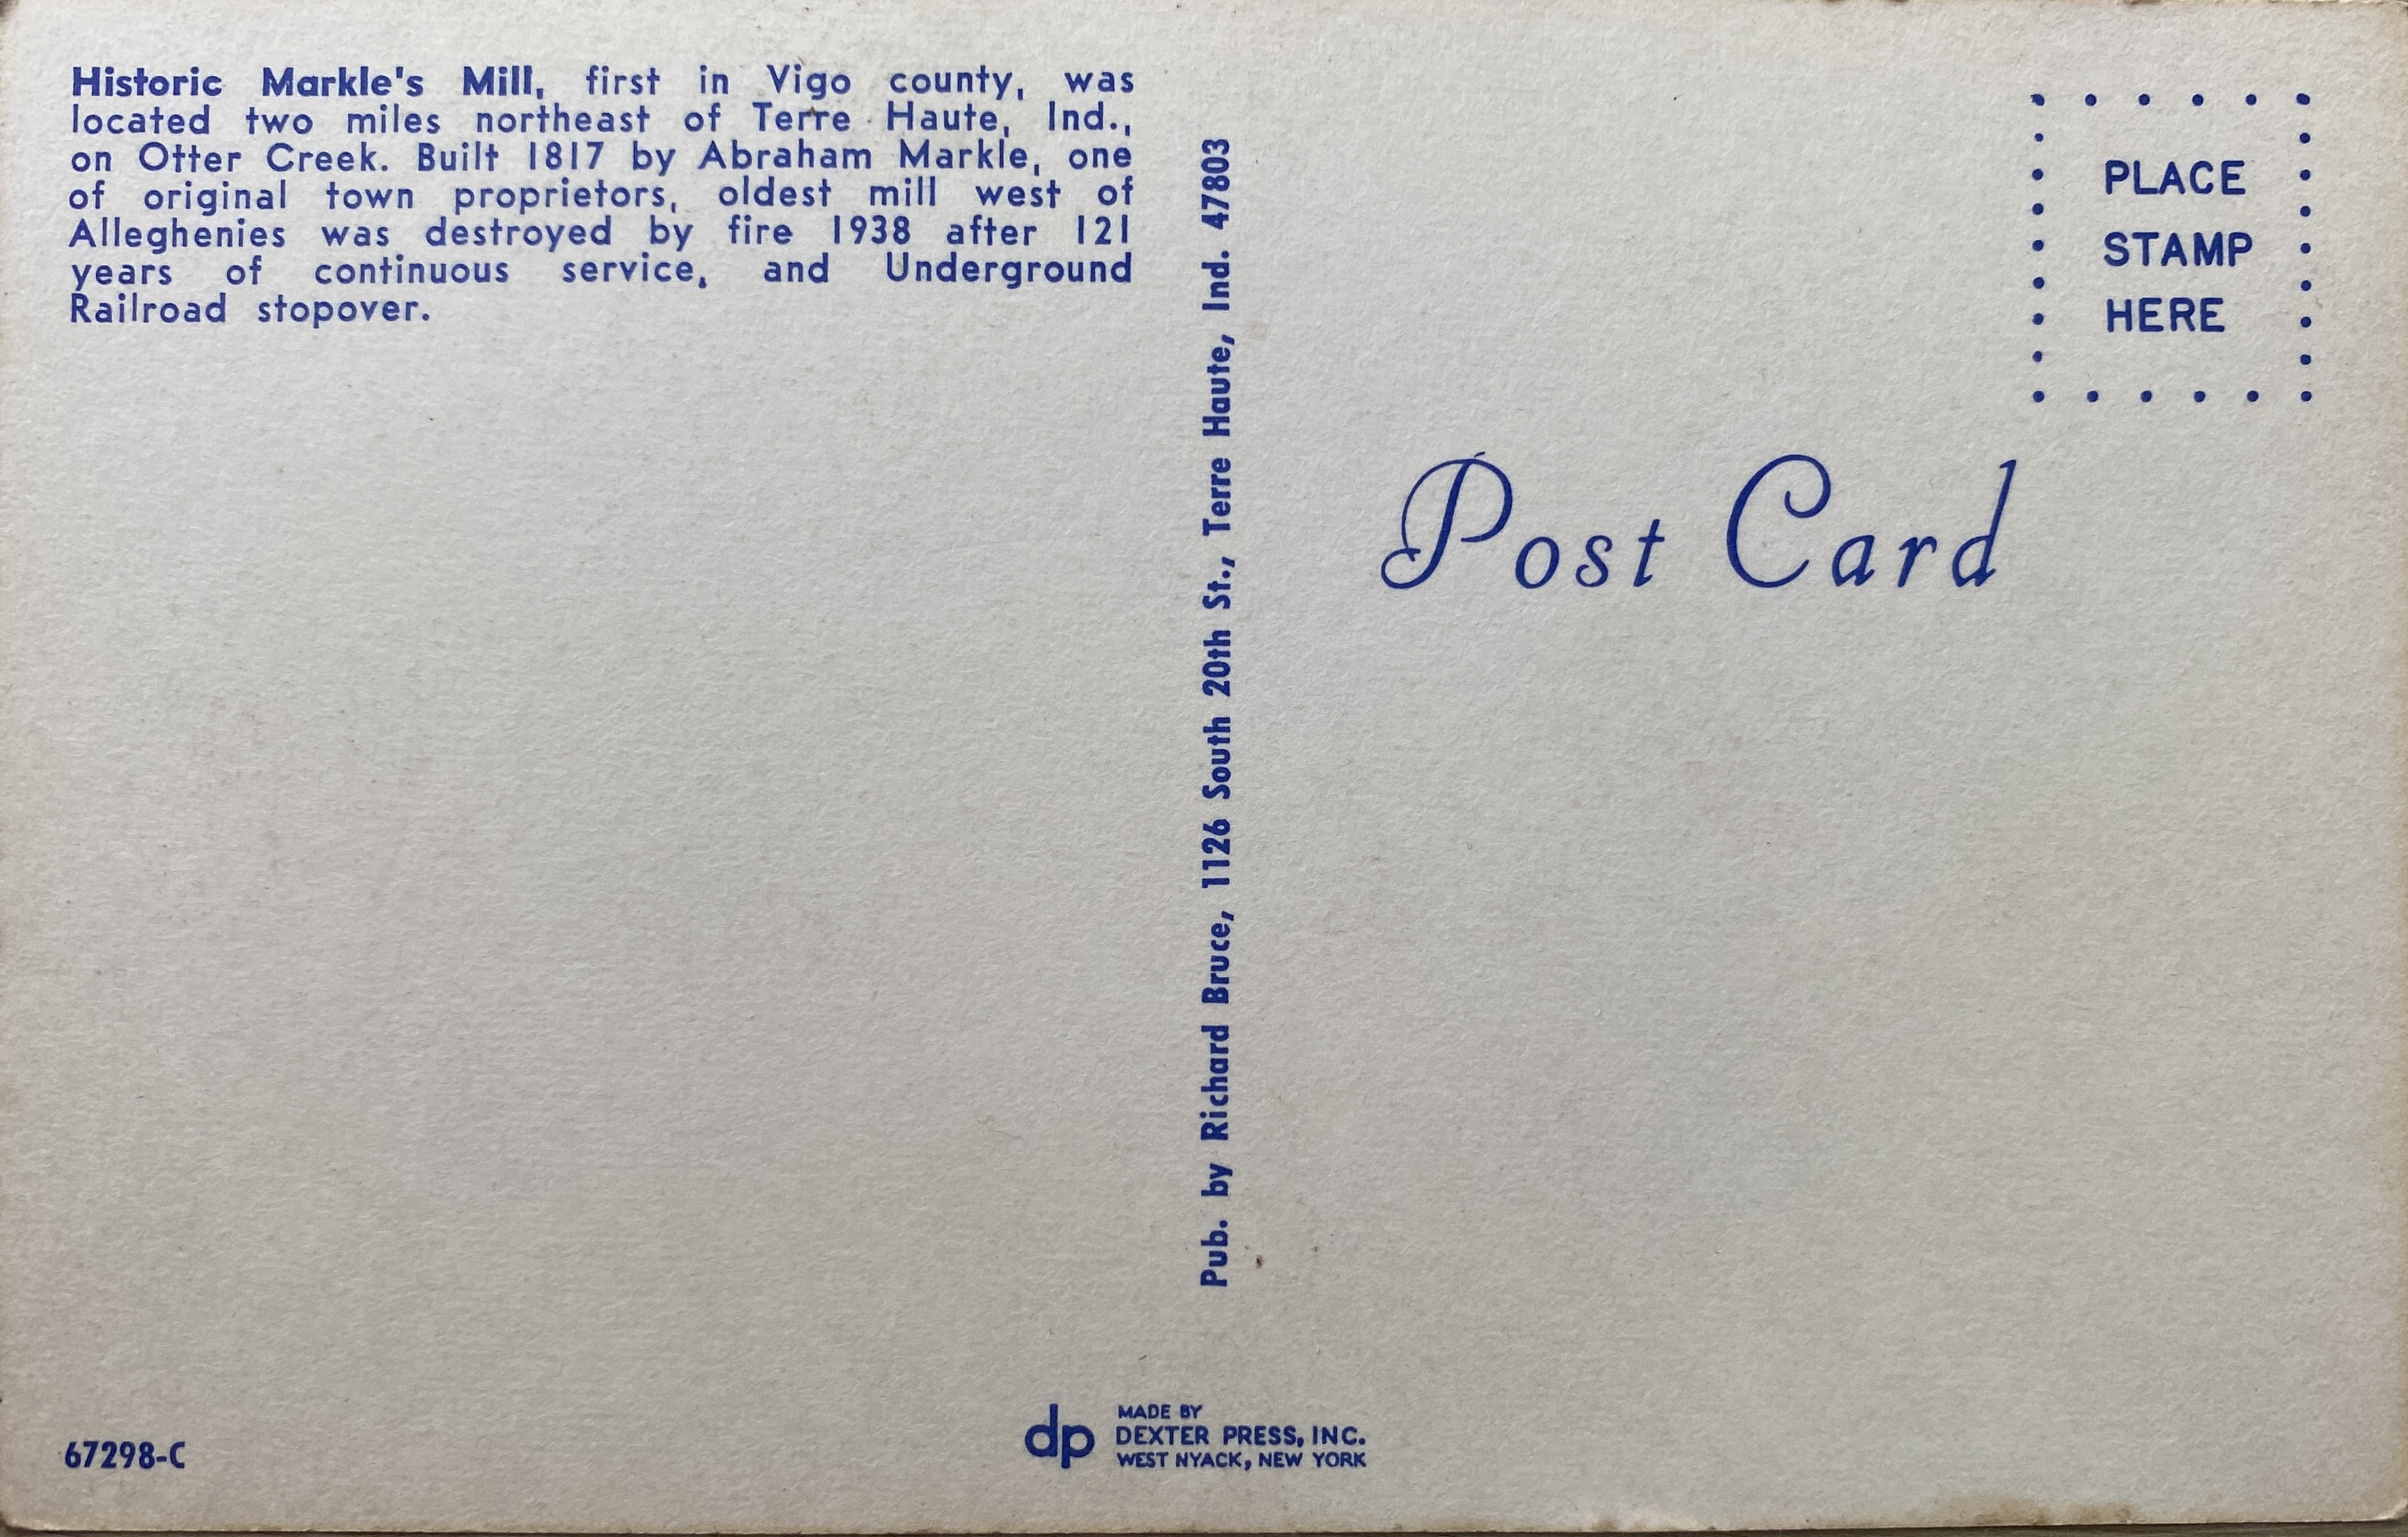 Historic Markle's Mill, first in Vigo county, was
located two miles northeast of Terre Haute, Ind.,
on Otter Creek. Built 1817 by Abraham Markle, one
of original town proprietors, oldest mill west of
Alleghenies was destroyed by fire 1938 after 121
years of continuous service, and Underground
Railroad stopover.
Pub. by Richard Bruce, 1126 South 20th St., Terre Haute, Ind. 47803
PLACE
STAMP
HERE
Post Card
67298-C
dp
MADE BY
DEXTER PRESS, INC.
WEST NYACK, NEW YORK